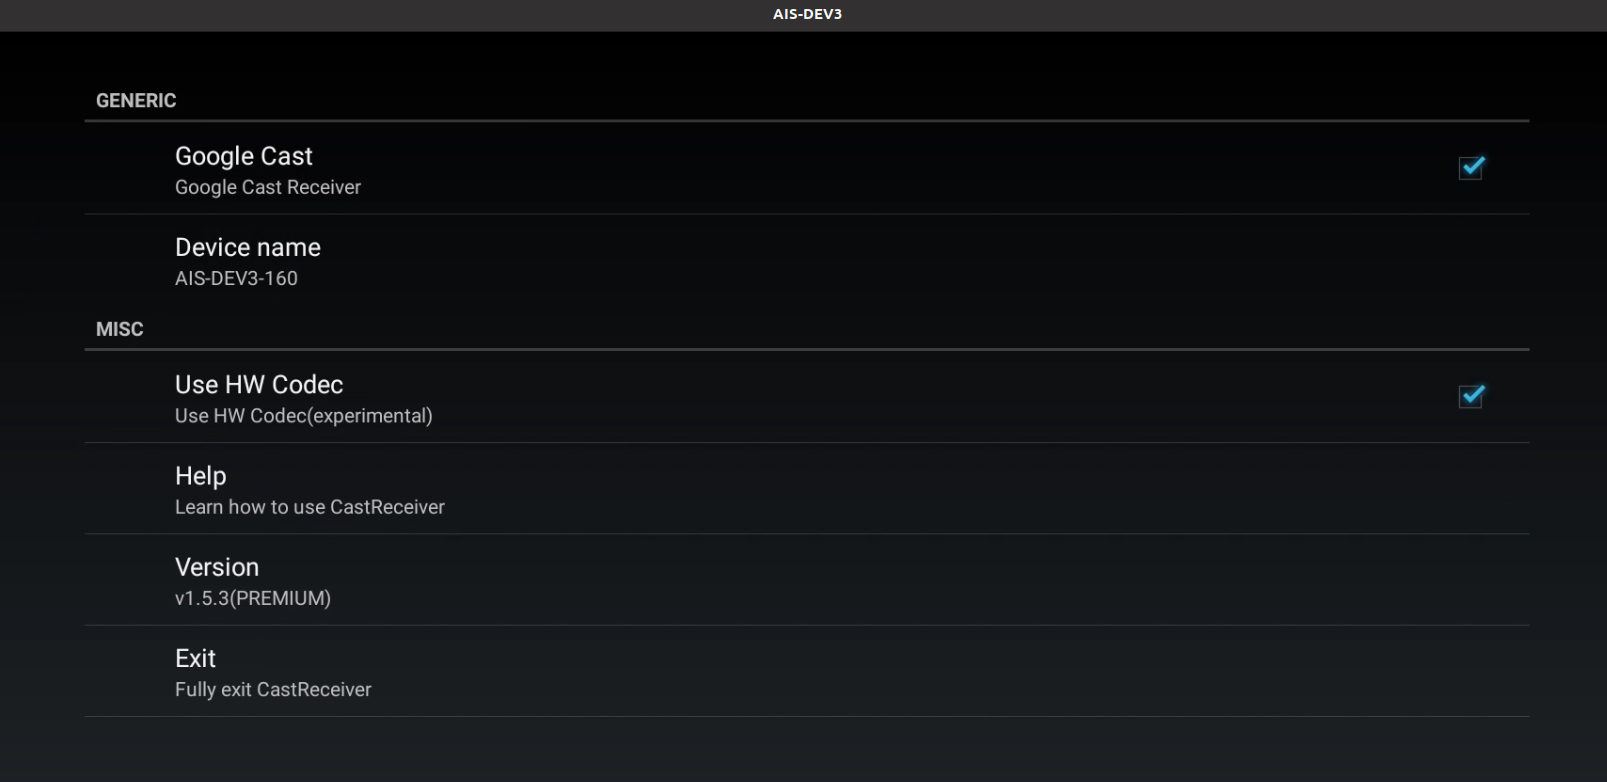 AIS-DEV3
GENERIC
Google Cast
Google Cast Receiver
Device name
AIS-DEV3-160
MISC
Use HW Codec
Use HW Codec(experimental)
Help
Learn how to use CastReceiver
Version
v1.5.3(PREMIUM)
Exit
Fully exit CastReceiver